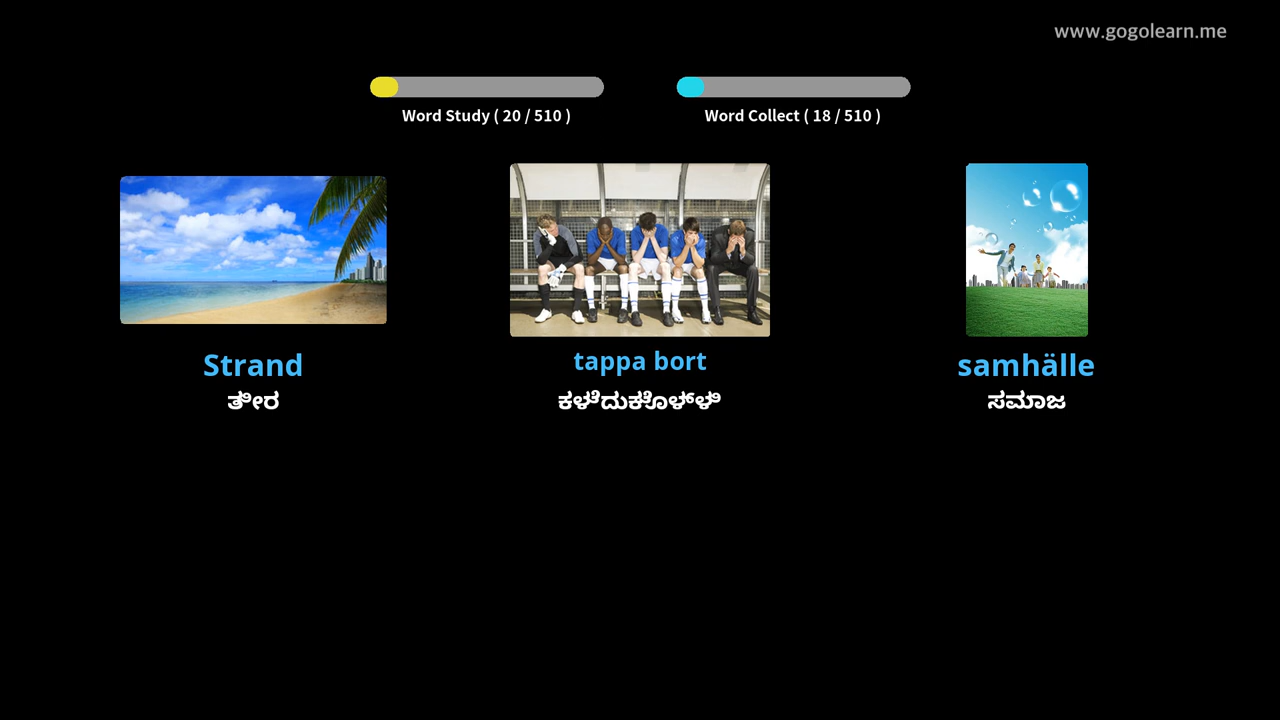 www.gogolearn.me
Word Study ( 20 / 510 )
Word Collect ( 18 / 510 )
Strand
tappa bort
samhälle
ತೀರ
ಕಳೆದುಕೊಳ್ಳಿ
ಸಮಾಜ